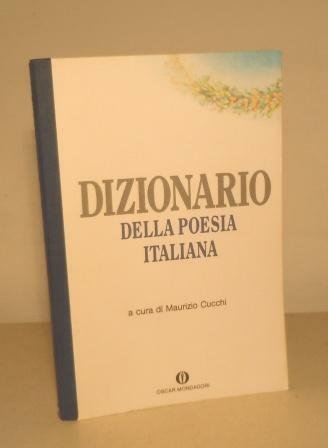 DIZIONARIO
DELLA POESIA
ITALIANA
a cura di Maurizio Cucchi
OSCAR MONDADORI